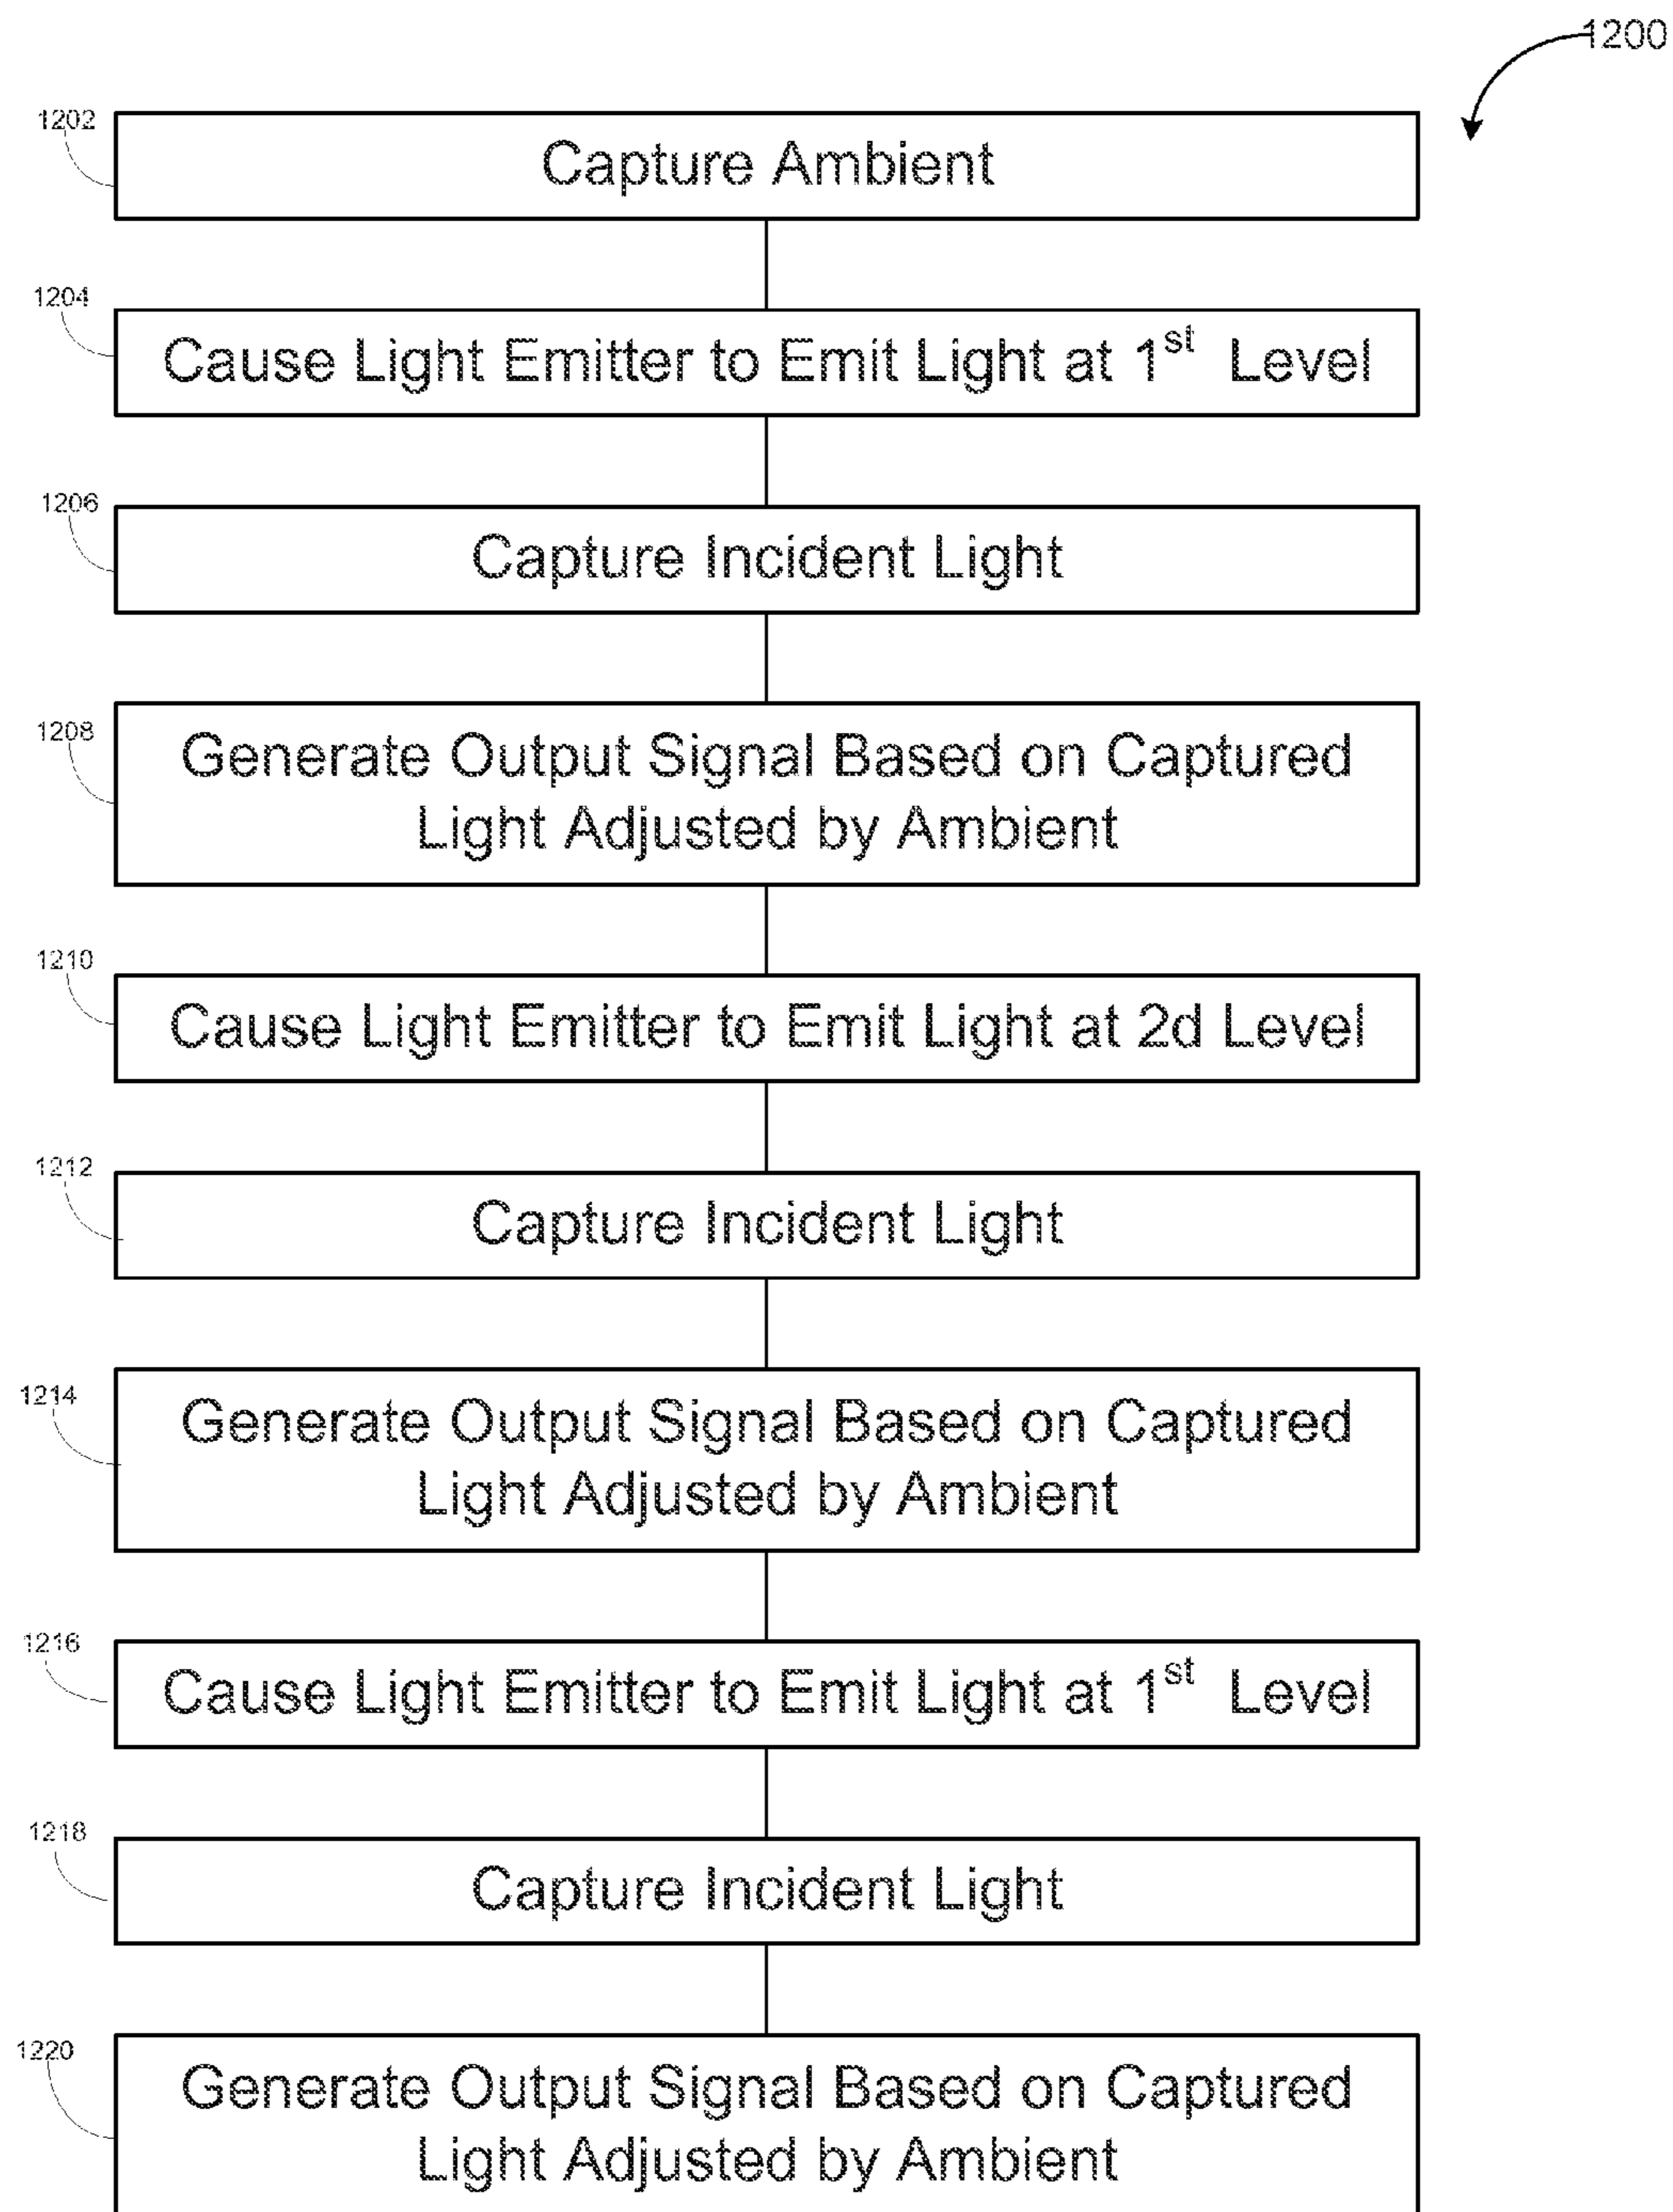 1200
1202
Capture Ambient
1204
Cause Light Emitter to Emit Light at 1st Level
1206
Capture Incident Light
1208
Generate Output Signal Based on Captured
Light Adjusted by Ambient
1210
Cause Light Emitter to Emit Light at 2d Level
1212
Capture Incident Light
1214
Generate Output Signal Based on Captured
Light Adjusted by Ambient
1216
Cause Light Emitter to Emit Light at 1st Level
1218
Capture Incident Light
1220
Generate Output Signal Based on Captured
Light Adjusted by Ambient